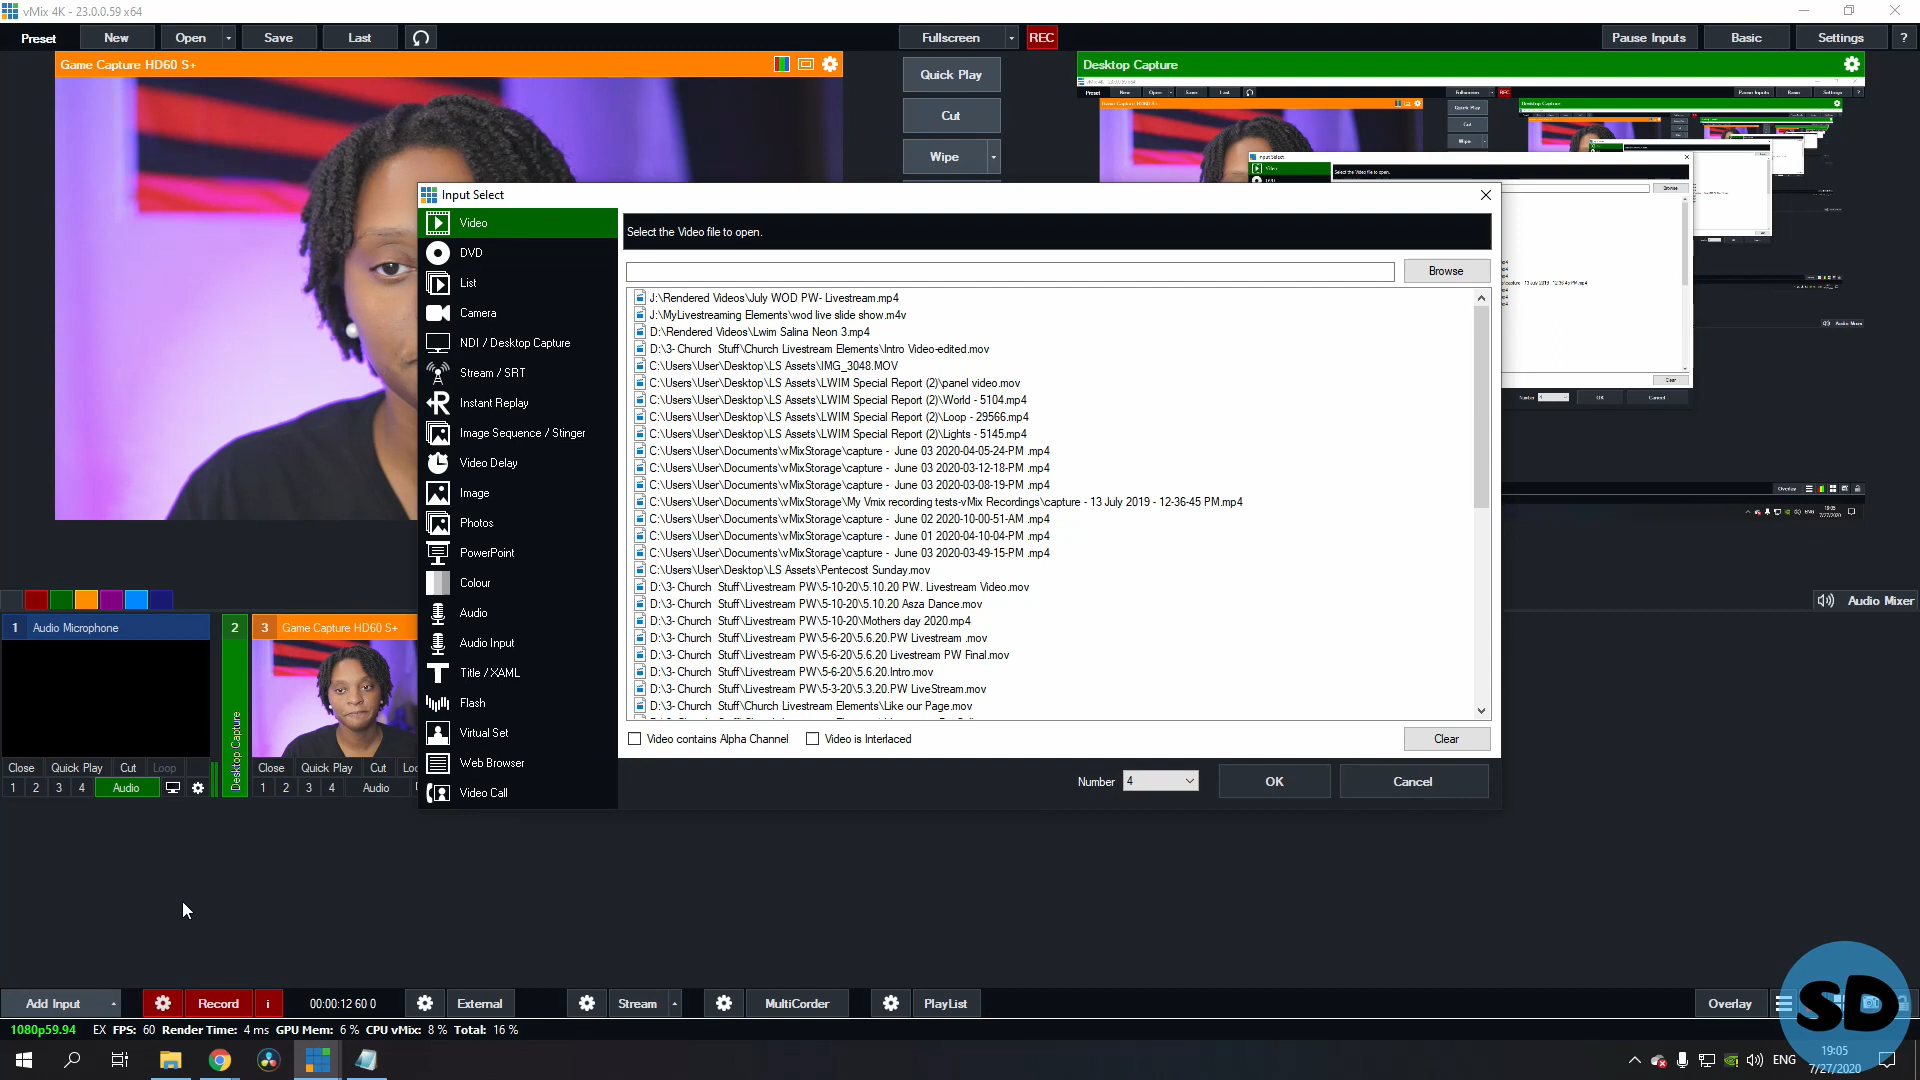 vMix 4K - 23.0.0.59 x64
Preset New Open Save Last Fullscreen REC Pause Inputs Basic Settings ?
Game Capture HD60 S+
Quick Play
Cut
Wipe
Desktop Capture
Input Select
Video
DVD
List
Camera
NDI / Desktop Capture
Stream / SRT
Instant Replay
Image Sequence / Stinger
Video Delay
Image
Photos
PowerPoint
Colour
Audio
Audio Input
Title / XAML
Flash
Virtual Set
Web Browser
Video Call
Select the Video file to open.
Browse
J:\Rendered Videos\July WOD PW- Livestream.mp4
J:\MyLivestreaming Elements\wod live slide show.m4v
D:\Rendered Videos\Lwim Salina Neon 3.mp4
D:\3- Church  Stuff\Church Livestream Elements\Intro Video-edited.mov
C:\Users\User\Desktop\LS Assets\IMG_3048.MOV
C:\Users\User\Desktop\LS Assets\LWIM Special Report (2)\panel video.mov
C:\Users\User\Desktop\LS Assets\LWIM Special Report (2)\World - 5104.mp4
C:\Users\User\Desktop\LS Assets\LWIM Special Report (2)\Loop - 29566.mp4
C:\Users\User\Desktop\LS Assets\LWIM Special Report (2)\Lights - 5145.mp4
C:\Users\User\Documents\vMixStorage\capture -  June 03 2020-04-05-24-PM .mp4
C:\Users\User\Documents\vMixStorage\capture -  June 03 2020-03-12-18-PM .mp4
C:\Users\User\Documents\vMixStorage\capture -  June 03 2020-03-08-19-PM .mp4
C:\Users\User\Documents\vMixStorage\My Vmix recording tests-vMix Recordings\capture - 13 July 2019 - 12-36-45 PM.mp4
C:\Users\User\Documents\vMixStorage\capture -  June 02 2020-10-00-51-AM .mp4
C:\Users\User\Documents\vMixStorage\capture -  June 01 2020-04-10-04-PM .mp4
C:\Users\User\Documents\vMixStorage\capture -  June 03 2020-03-49-15-PM .mp4
C:\Users\User\Desktop\LS Assets\Pentecost Sunday.mov
D:\3- Church  Stuff\Livestream PW\5-10-20\5.10.20 PW. Livestream Video.mov
D:\3- Church  Stuff\Livestream PW\5-10-20\5.10.20 Asza Dance.mov
D:\3- Church  Stuff\Livestream PW\5-10-20\Mothers day 2020.mp4
D:\3- Church  Stuff\Livestream PW\5-6-20\5.6.20.PW Livestream .mov
D:\3- Church  Stuff\Livestream PW\5-6-20\5.6.20 Livestream PW Final.mov
D:\3- Church  Stuff\Livestream PW\5-6-20\5.6.20.Intro.mov
D:\3- Church  Stuff\Livestream PW\5-3-20\5.3.20.PW LiveStream.mov
D:\3- Church  Stuff\Church Livestream Elements\Like our Page.mov
Video contains Alpha Channel Video is Interlaced Clear
Number 4 OK Cancel
Audio Mixer
1 Audio Microphone 2 3 Game Capture HD60 S+
Desktop Capture
Close Quick Play Cut Loop Close Quick Play Cut
1 2 3 4 Audio 1 2 3 4 Audio
Add Input Record i 00:00:12 60 0 External Stream MultiCorder PlayList Overlay
1080p59.94 EX FPS: 60 Render Time: 4 ms GPU Mem: 6 % CPU vMix: 8 % Total: 16 %
SD
ENG 19:05
7/27/2020